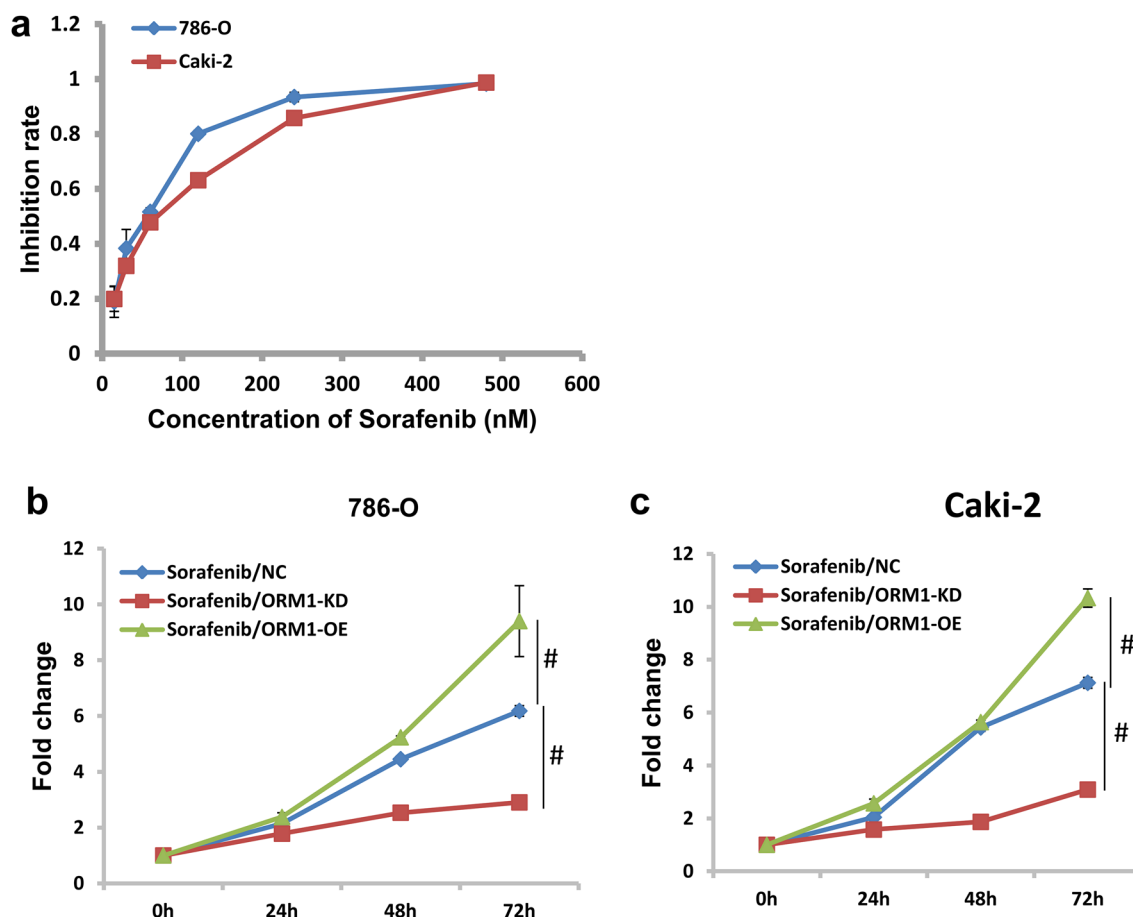 a
786-O
Caki-2
Inhibition rate
1.2
1
0.8
0.6
0.4
0.2
0
0 100 200 300 400 500 600
Concentration of Sorafenib (nM)
b
786-O
Sorafenib/NC
Sorafenib/ORM1-KD
Sorafenib/ORM1-OE
Fold change
12
10
8
6
4
2
0
0h 24h 48h 72h
#
#
c
Caki-2
Sorafenib/NC
Sorafenib/ORM1-KD
Sorafenib/ORM1-OE
Fold change
12
10
8
6
4
2
0
0h 24h 48h 72h
#
#